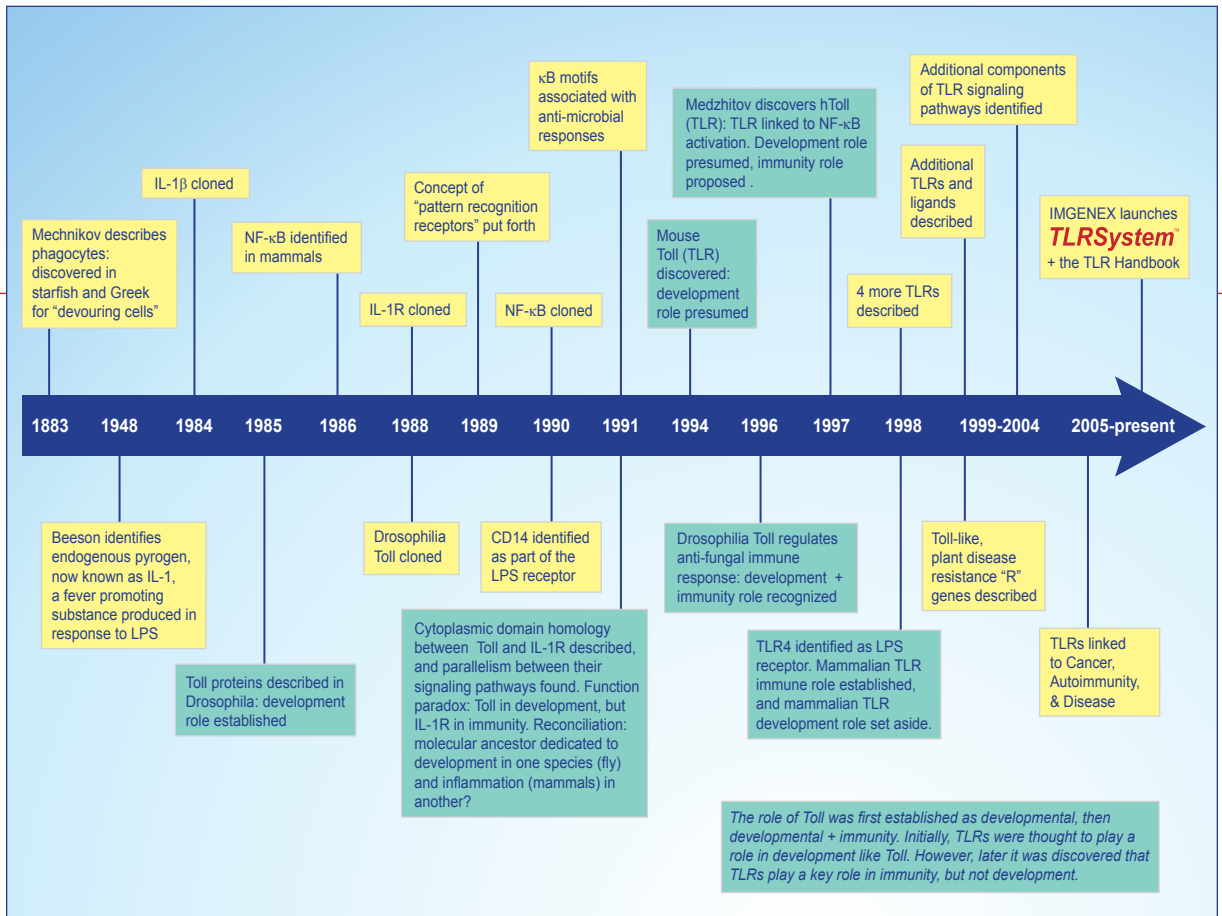 κB motifs
associated with
anti-microbial
responses
Additional components
of TLR signaling
pathways identified
Medzhitov discovers hToll
(TLR): TLR linked to NF-κB
activation. Development role
presumed, immunity role
proposed .
IL-1β cloned
Concept of
“pattern recognition
receptors” put forth
Additional
TLRs and
ligands
described
Mechnikov describes
phagocytes:
discovered in
starfish and Greek
for “devouring cells”
NF-κB identified
in mammals
Mouse
Toll (TLR)
discovered:
development
role presumed
IMGENEX launches
TLRSystem™
+ the TLR Handbook
IL-1R cloned
NF-κB cloned
4 more TLRs
described
1883 1948 1984 1985 1986 1988 1989 1990 1991 1994 1996 1997 1998 1999-2004 2005-present
Beeson identifies
endogenous pyrogen,
now known as IL-1,
a fever promoting
substance produced in
response to LPS
Drosophilia
Toll cloned
CD14 identified
as part of the
LPS receptor
Drosophilia Toll regulates
anti-fungal immune
response: development +
immunity role recognized
Toll-like,
plant disease
resistance “R”
genes described
Toll proteins described in
Drosophila: development
role established
Cytoplasmic domain homology
between Toll and IL-1R described,
and parallelism between their
signaling pathways found. Function
paradox: Toll in development, but
IL-1R in immunity. Reconciliation:
molecular ancestor dedicated to
development in one species (fly)
and inflammation (mammals) in
another?
TLR4 identified as LPS
receptor. Mammalian TLR
immune role established,
and mammalian TLR
development role set aside.
TLRs linked
to Cancer,
Autoimmunity,
& Disease
The role of Toll was first established as developmental, then
developmental + immunity. Initially, TLRs were thought to play a
role in development like Toll. However, later it was discovered that
TLRs play a key role in immunity, but not development.